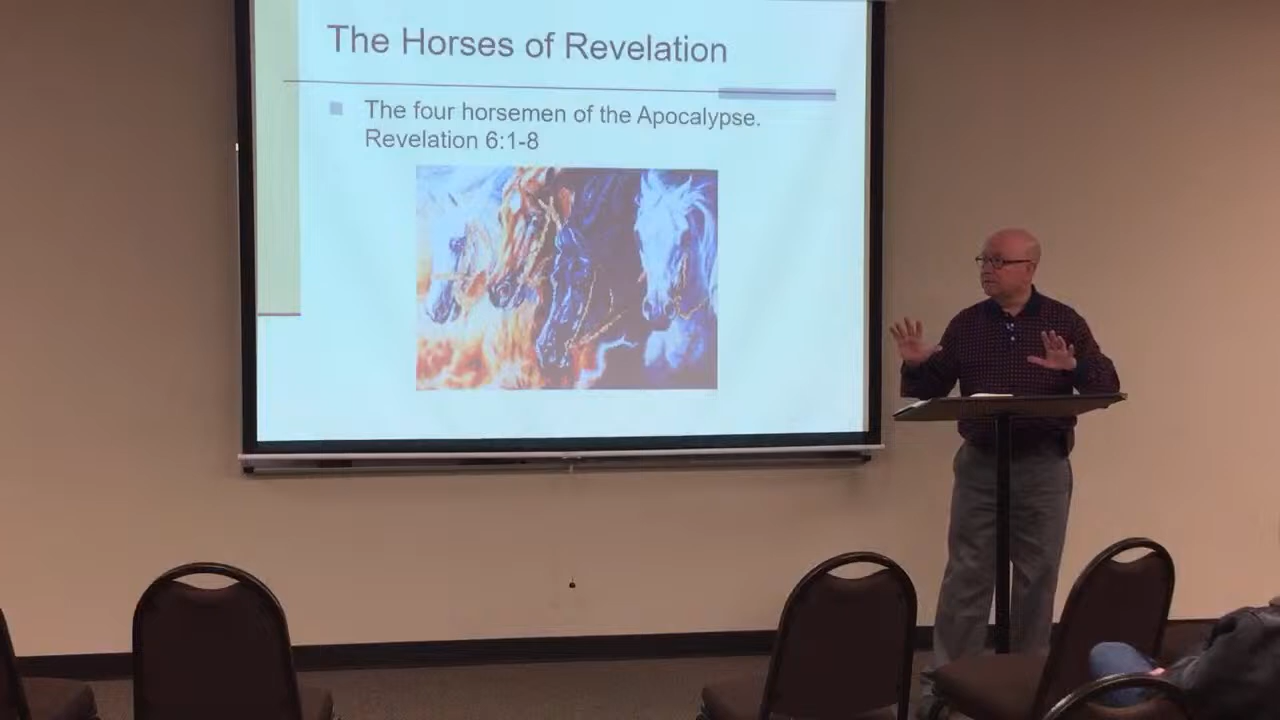 The Horses of Revelation
The four horsemen of the Apocalypse.
Revelation 6:1-8